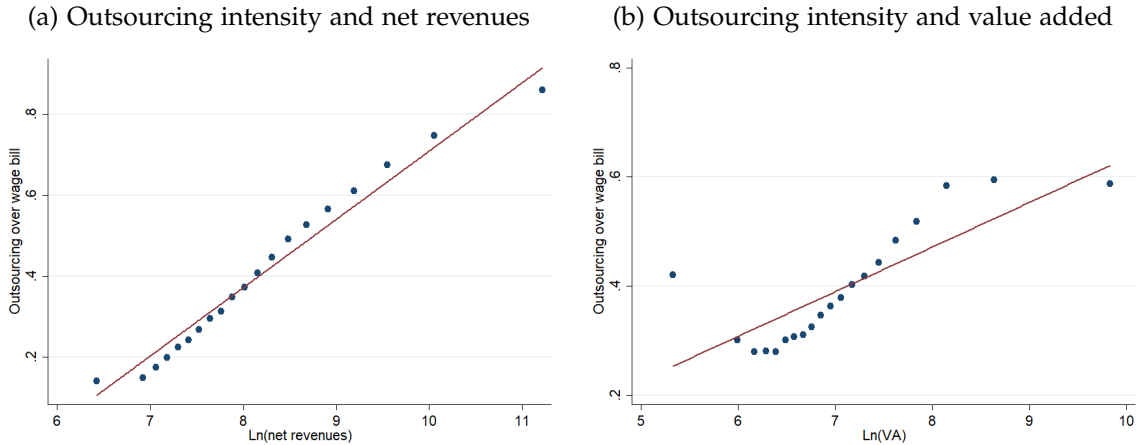 (a) Outsourcing intensity and net revenues
Outsourcing over wage bill
.8
.6
.4
.2
6 7 8 9 10 11
Ln(net revenues)
(b) Outsourcing intensity and value added
Outsourcing over wage bill
.8
.6
.4
.2
5 6 7 8 9 10
Ln(VA)